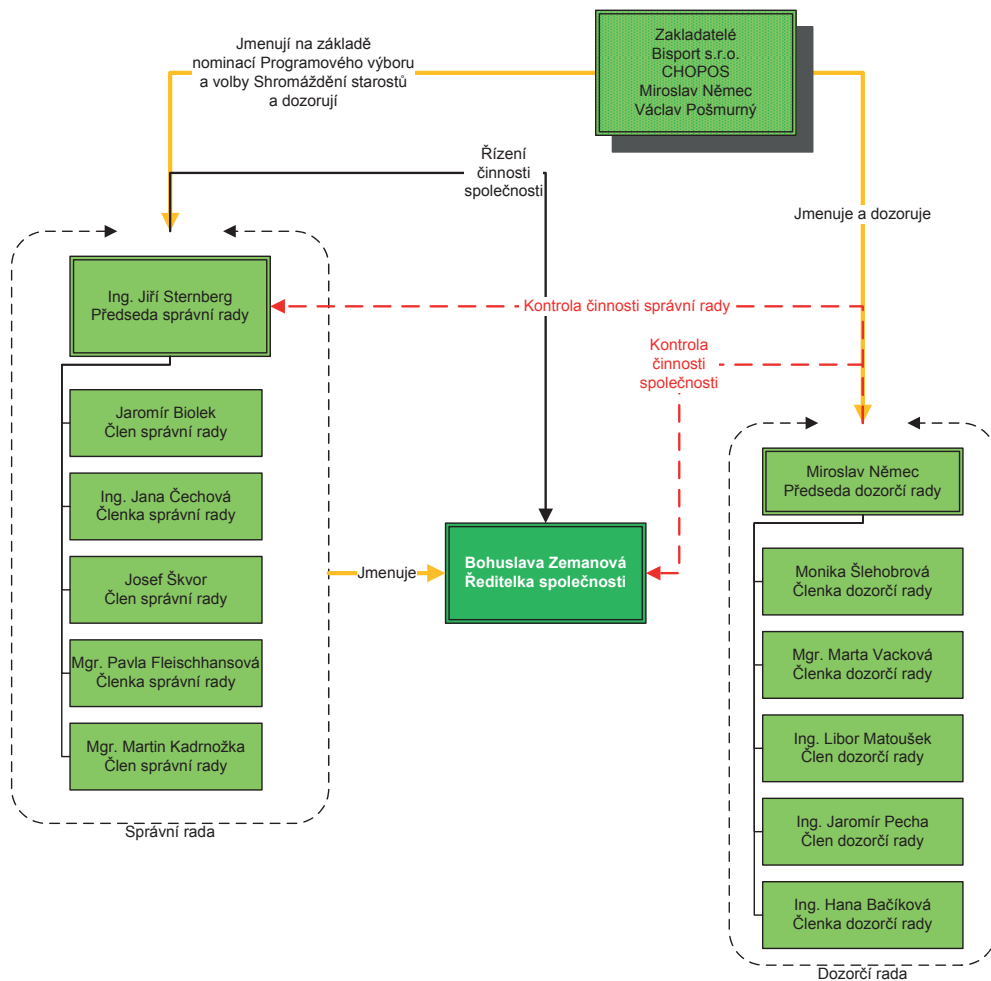 Zakladatelé
Bisport s.r.o.
CHOPOS
Miroslav Němec
Václav Pošmurný
Jmenují na základě
nominací Programového výboru
a volby Shromáždění starostů
a dozorují
Řízení
činnosti
společnosti
Jmenuje a dozoruje
Ing. Jiří Sternberg
Předseda správní rady
Kontrola činnosti správní rady
Kontrola
činnosti
společnosti
Jaromír Biolek
Člen správní rady
Ing. Jana Čechová
Členka správní rady
Josef Škvor
Člen správní rady
Mgr. Pavla Fleischhansová
Členka správní rady
Mgr. Martin Kadrnožka
Člen správní rady
Správní rada
Jmenuje
Bohuslava Zemanová
Ředitelka společnosti
Miroslav Němec
Předseda dozorčí rady
Monika Šlehobrová
Členka dozorčí rady
Mgr. Marta Vacková
Členka dozorčí rady
Ing. Libor Matoušek
Člen dozorčí rady
Ing. Jaromír Pecha
Člen dozorčí rady
Ing. Hana Bačíková
Členka dozorčí rady
Dozorčí rada